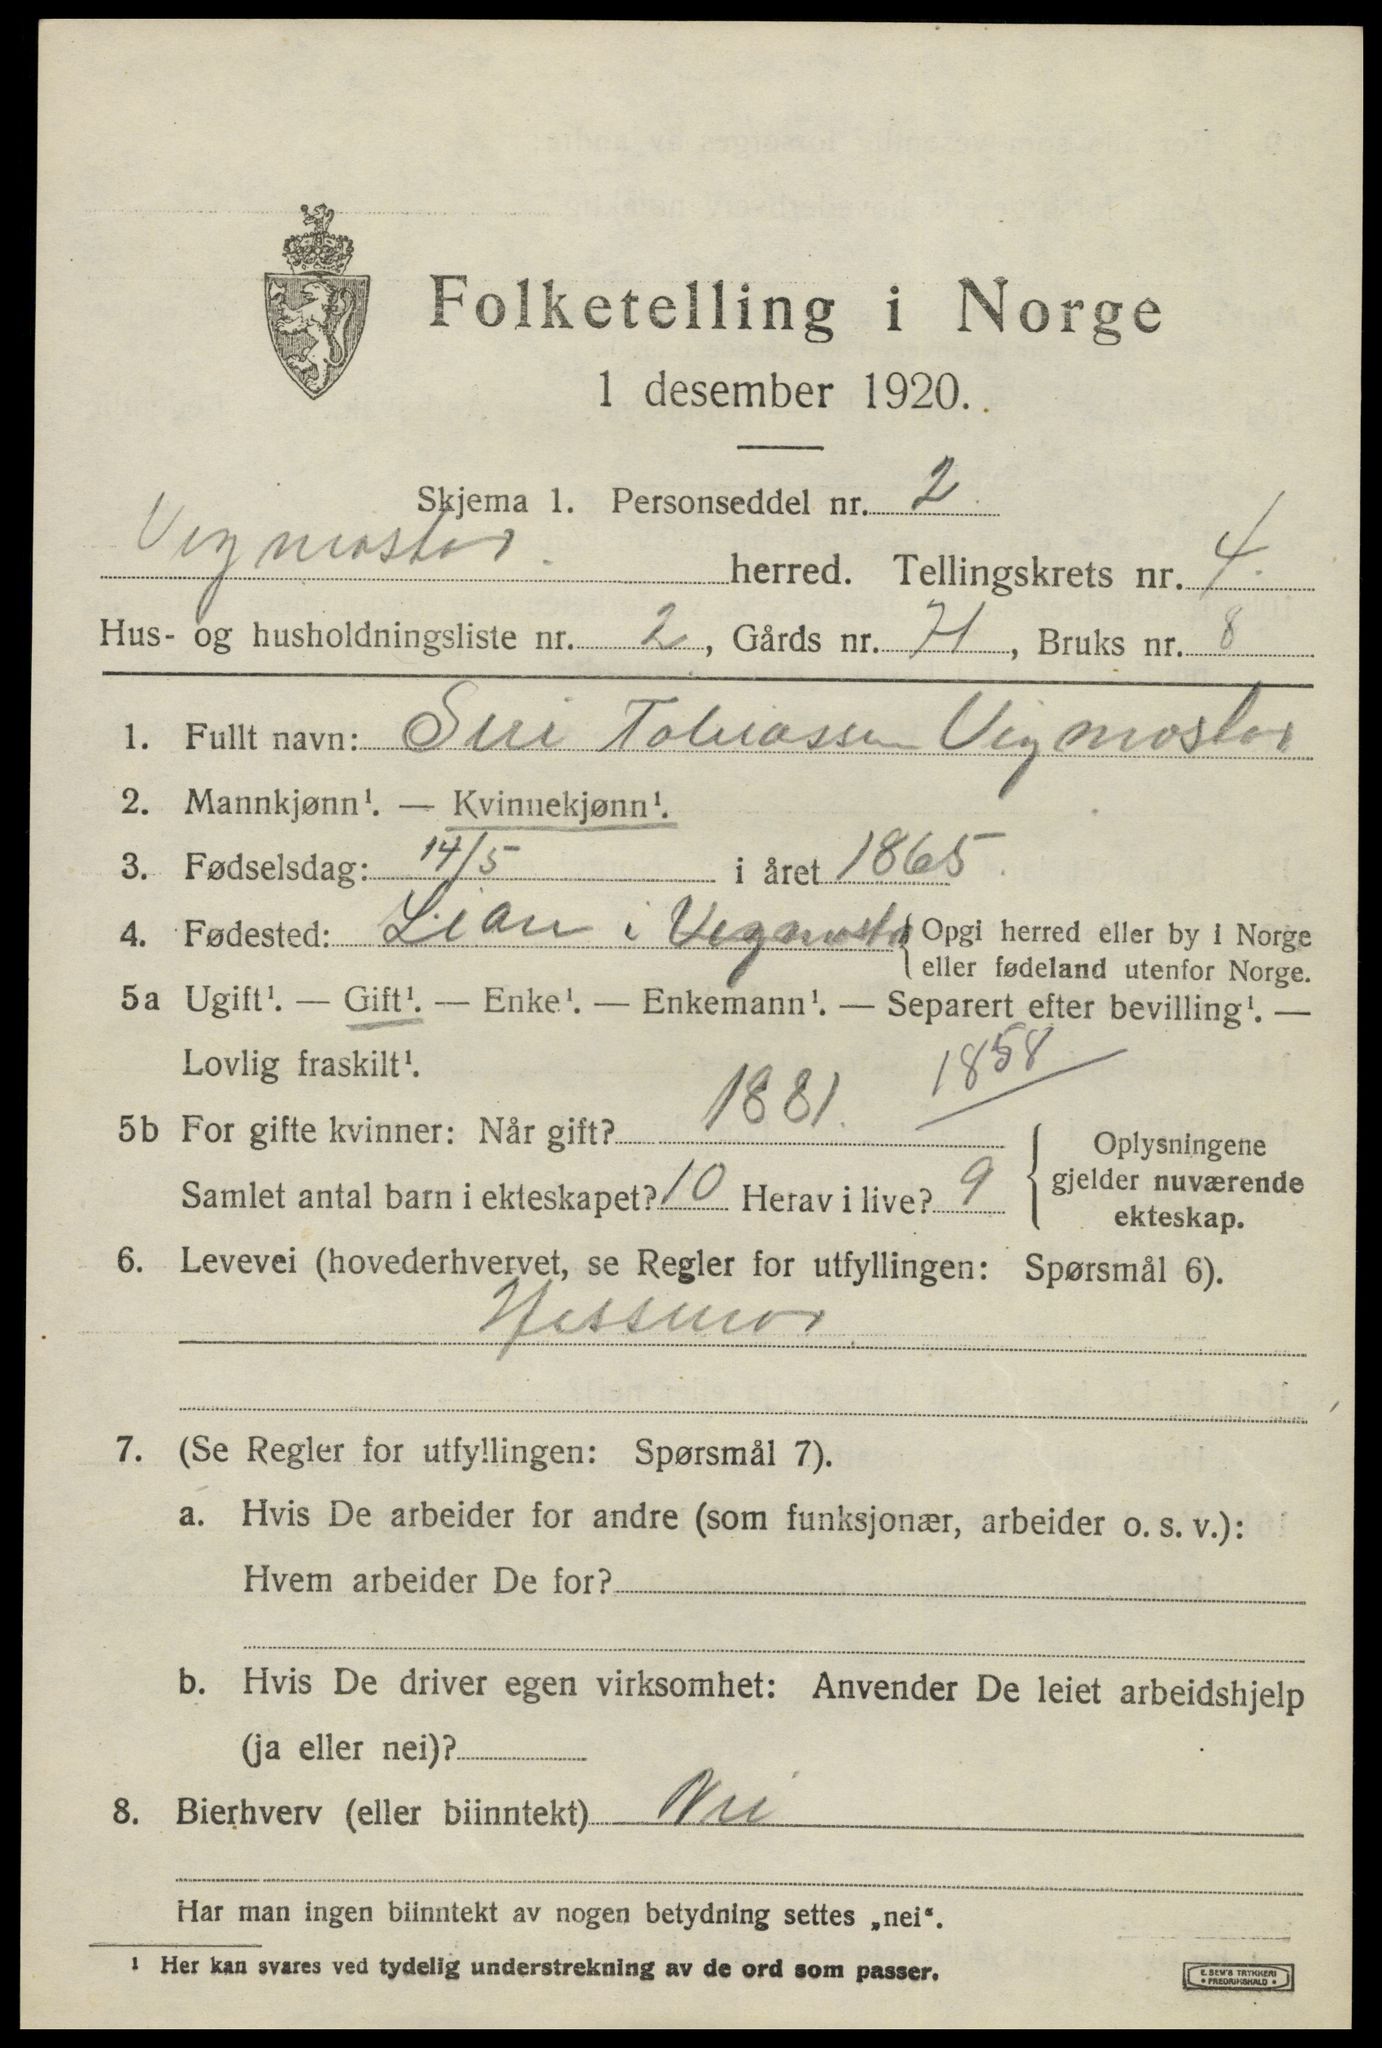 Folketelling i Norge
1 desember 1920.
Skjema 1. Personseddel nr. 2
Vigmostad herred. Tellingskrets nr. 4.
Hus- og husholdningsliste nr. 2, Gårds nr. 71, Bruks nr. 8
1. Fullt navn: Siri Tobiassen Vigmostad
2. Mannkjønn¹. — Kvinnekjønn¹.
3. Fødselsdag: 14/5 i året 1865.
4. Fødested: Lian i Vigmostad { Opgi herred eller by i Norge
eller fødeland utenfor Norge.
5a Ugift¹. — Gift¹. — Enke¹. — Enkemann¹. — Separert efter bevilling¹. —
Lovlig fraskilt¹.
1858
5b For gifte kvinner: Når gift? 1881.
Samlet antal barn i ekteskapet? 10 Herav i live? 9
{ Oplysningene
gjelder nuværende
ekteskap.
6. Levevei (hovederhvervet, se Regler for utfyllingen: Spørsmål 6).
Husmor
7. (Se Regler for utfyllingen: Spørsmål 7).
a. Hvis De arbeider for andre (som funksjonær, arbeider o. s. v.):
Hvem arbeider De for?
b. Hvis De driver egen virksomhet: Anvender De leiet arbeidshjelp
(ja eller nei)?
8. Bierhverv (eller biinntekt) Nei
Har man ingen biinntekt av nogen betydning settes „nei“.
¹ Her kan svares ved tydelig understrekning av de ord som passer.
E. SEM'S TRYKKERI
• FREDRIKSHALD •